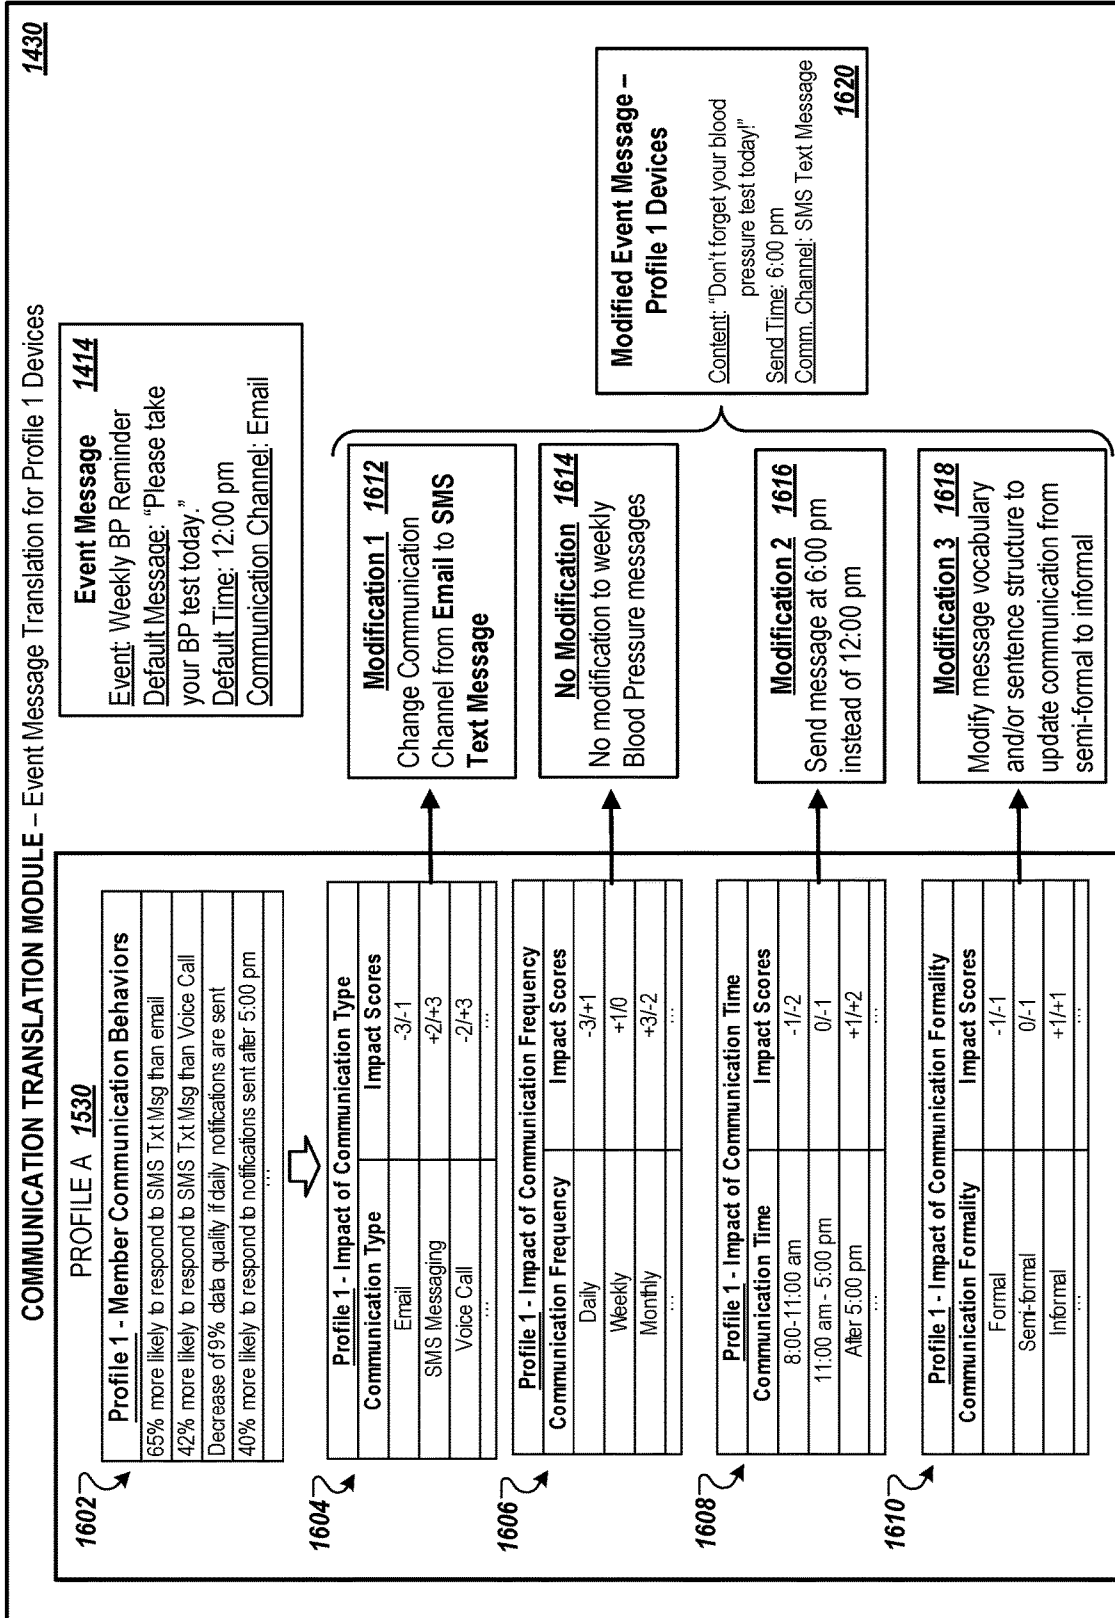 COMMUNICATION TRANSLATION MODULE – Event Message Translation for Profile 1 Devices
1430
PROFILE A 1530
1602
Profile 1 - Member Communication Behaviors
65% more likely to respond to SMS Txt Msg than email
42% more likely to respond to SMS Txt Msg than Voice Call
Decrease of 9% data quality if daily notifications are sent
40% more likely to respond to notifications sent after 5:00 pm
...
Event Message 1414
Event: Weekly BP Reminder
Default Message: “Please take
your BP test today.”
Default Time: 12:00 pm
Communication Channel: Email
1604
Profile 1 - Impact of Communication Type
Communication Type Impact Scores
Email -3/-1
SMS Messaging +2/+3
Voice Call -2/+3
... ...
Modification 1 1612
Change Communication
Channel from Email to SMS
Text Message
1606
Profile 1 - Impact of Communication Frequency
Communication Frequency Impact Scores
Daily -3/+1
Weekly +1/0
Monthly +3/-2
... ...
No Modification 1614
No modification to weekly
Blood Pressure messages
1608
Profile 1 - Impact of Communication Time
Communication Time Impact Scores
8:00-11:00 am -1/-2
11:00 am - 5:00 pm 0/-1
After 5:00 pm +1/+2
... ...
Modification 2 1616
Send message at 6:00 pm
instead of 12:00 pm
1610
Profile 1 - Impact of Communication Formality
Communication Formality Impact Scores
Formal -1/-1
Semi-formal 0/-1
Informal +1/+1
... ...
Modification 3 1618
Modify message vocabulary
and/or sentence structure to
update communication from
semi-formal to informal
Modified Event Message –
Profile 1 Devices
Content: “Don’t forget your blood
pressure test today!”
Send Time: 6:00 pm
Comm. Channel: SMS Text Message
1620